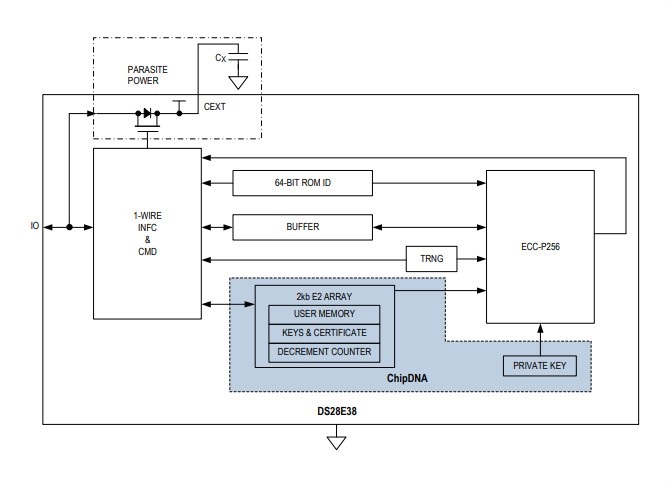 PARASITE
POWER
CX
CEXT
64-BIT ROM ID
1-WIRE
INFC
&
CMD
IO
BUFFER
ECC-P256
TRNG
2kb E2 ARRAY
USER MEMORY
KEYS & CERTIFICATE
DECREMENT COUNTER
PRIVATE KEY
ChipDNA
DS28E38